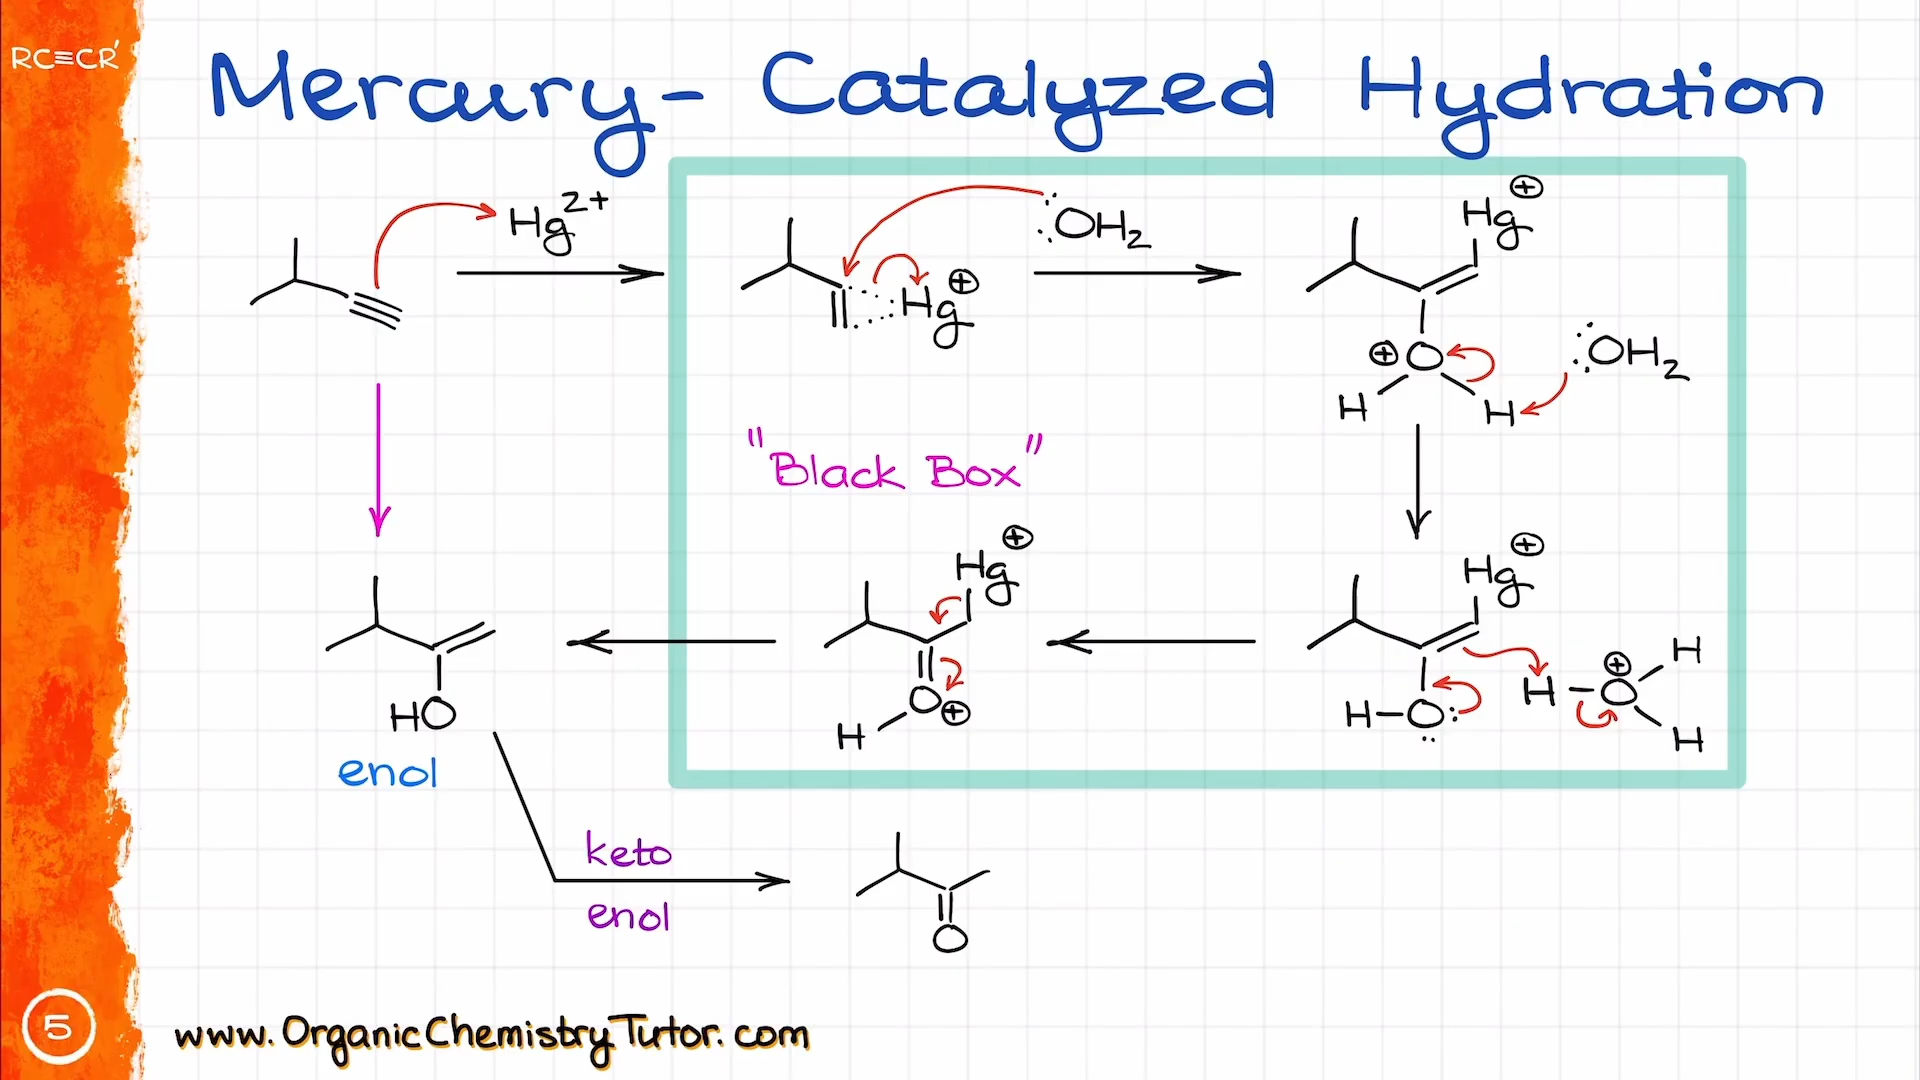 RC≡CR'
Mercury-Catalyzed Hydration
Hg2+
:OH2
Hg⊕
Hg⊕
⊕O
H H
:OH2
"Black Box"
Hg⊕
O⊕
H
Hg⊕
H-O:
H-O⊕
H
H
HO
enol
keto
enol
O
5
www.OrganicChemistryTutor.com